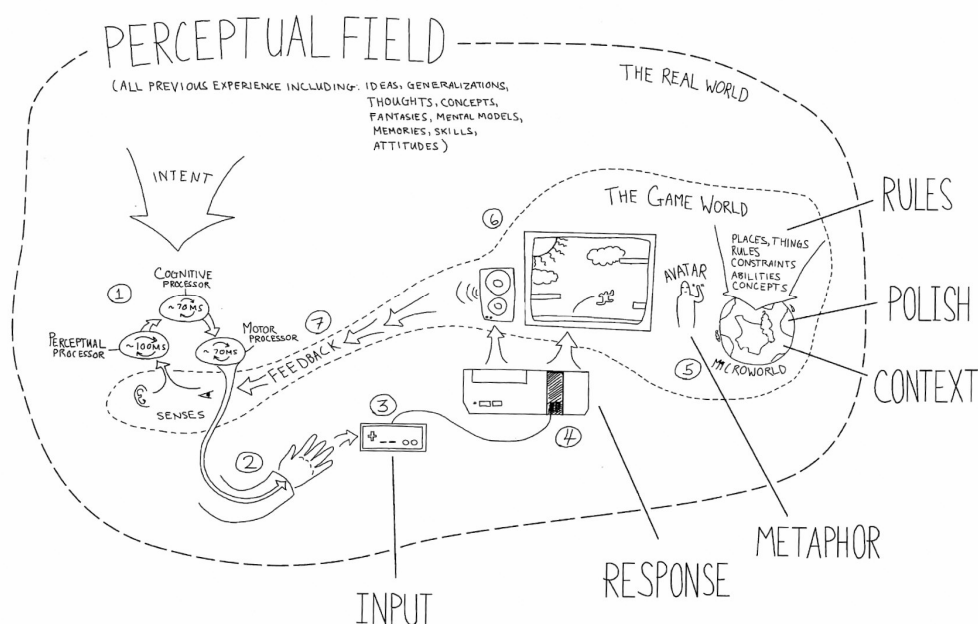 PERCEPTUAL FIELD
(ALL PREVIOUS EXPERIENCE INCLUDING: IDEAS, GENERALIZATIONS,
THOUGHTS, CONCEPTS,
FANTASIES, MENTAL MODELS,
MEMORIES, SKILLS,
ATTITUDES)
THE REAL WORLD
INTENT
THE GAME WORLD
RULES
PLACES, THINGS
RULES
CONSTRAINTS
ABILITIES
CONCEPTS
6
AVATAR
COGNITIVE
PROCESSOR
1
~70MS
7
MOTOR
PROCESSOR
PERCEPTUAL
PROCESSOR
~100MS
~70MS
FEEDBACK
POLISH
MICROWORLD
5
CONTEXT
SENSES
3
4
2
METAPHOR
RESPONSE
INPUT